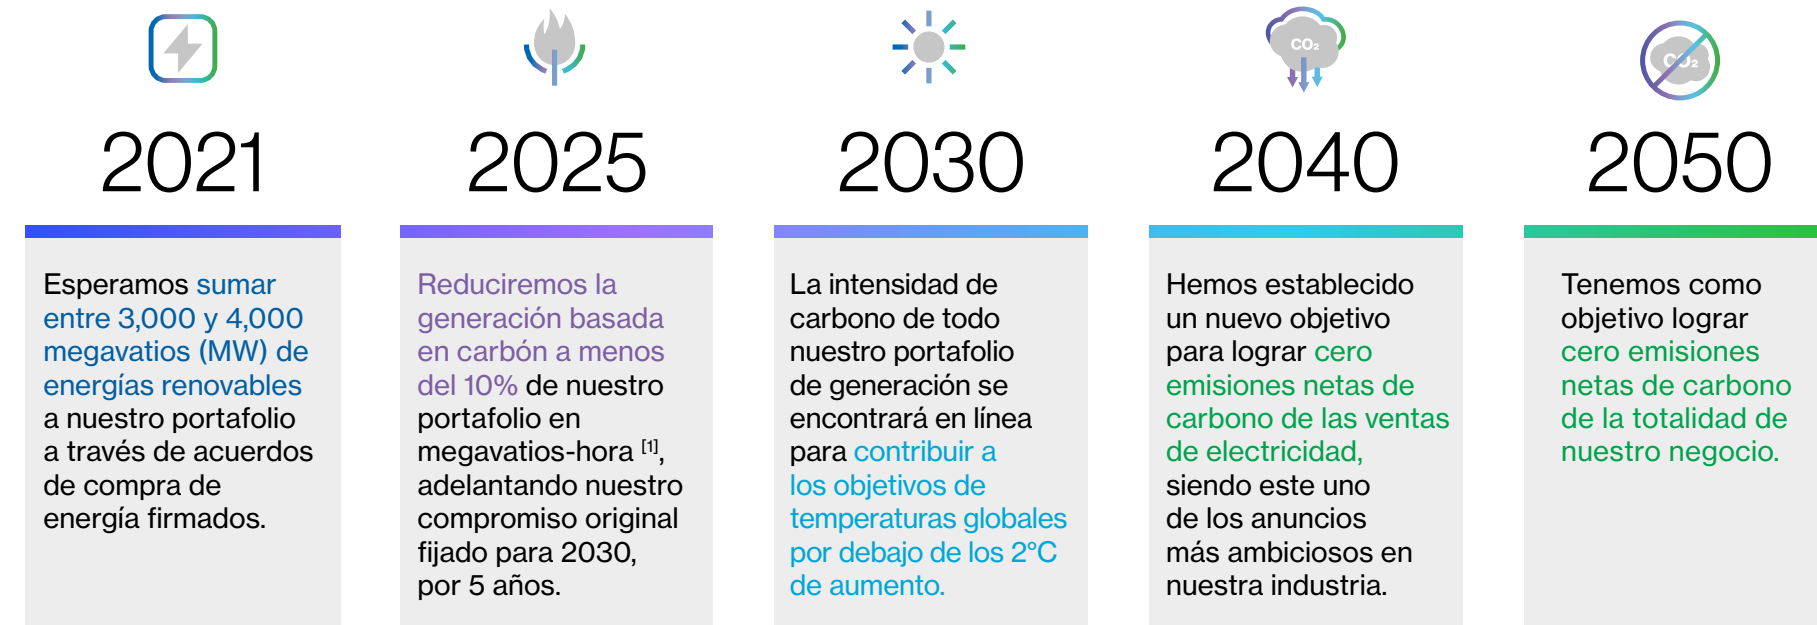 2021
Esperamos sumar
entre 3,000 y 4,000
megavatios (MW) de
energías renovables
a nuestro portafolio
a través de acuerdos
de compra de
energía firmados.
2025
Reduciremos la
generación basada
en carbón a menos
del 10% de nuestro
portafolio en
megavatios-hora [1],
adelantando nuestro
compromiso original
fijado para 2030,
por 5 años.
2030
La intensidad de
carbono de todo
nuestro portafolio
de generación se
encontrará en línea
para contribuir a
los objetivos de
temperaturas globales
por debajo de los 2°C
de aumento.
CO₂
2040
Hemos establecido
un nuevo objetivo
para lograr cero
emisiones netas de
carbono de las ventas
de electricidad,
siendo este uno
de los anuncios
más ambiciosos en
nuestra industria.
CO₂
2050
Tenemos como
objetivo lograr
cero emisiones
netas de carbono
de la totalidad de
nuestro negocio.